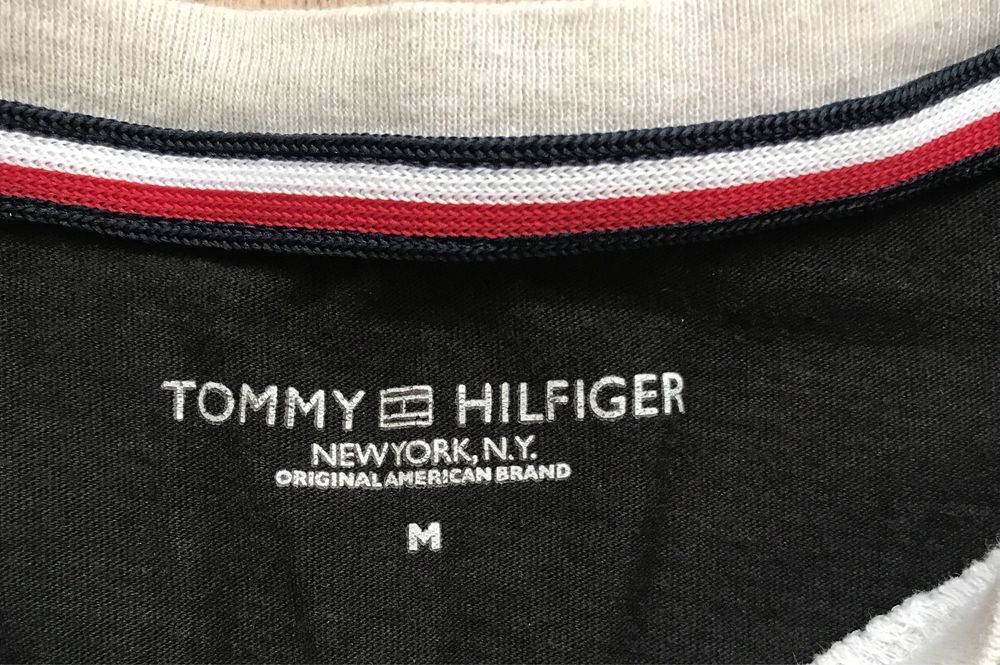 TOMMY HILFIGER
NEW YORK, N.Y.
ORIGINAL AMERICAN BRAND
M